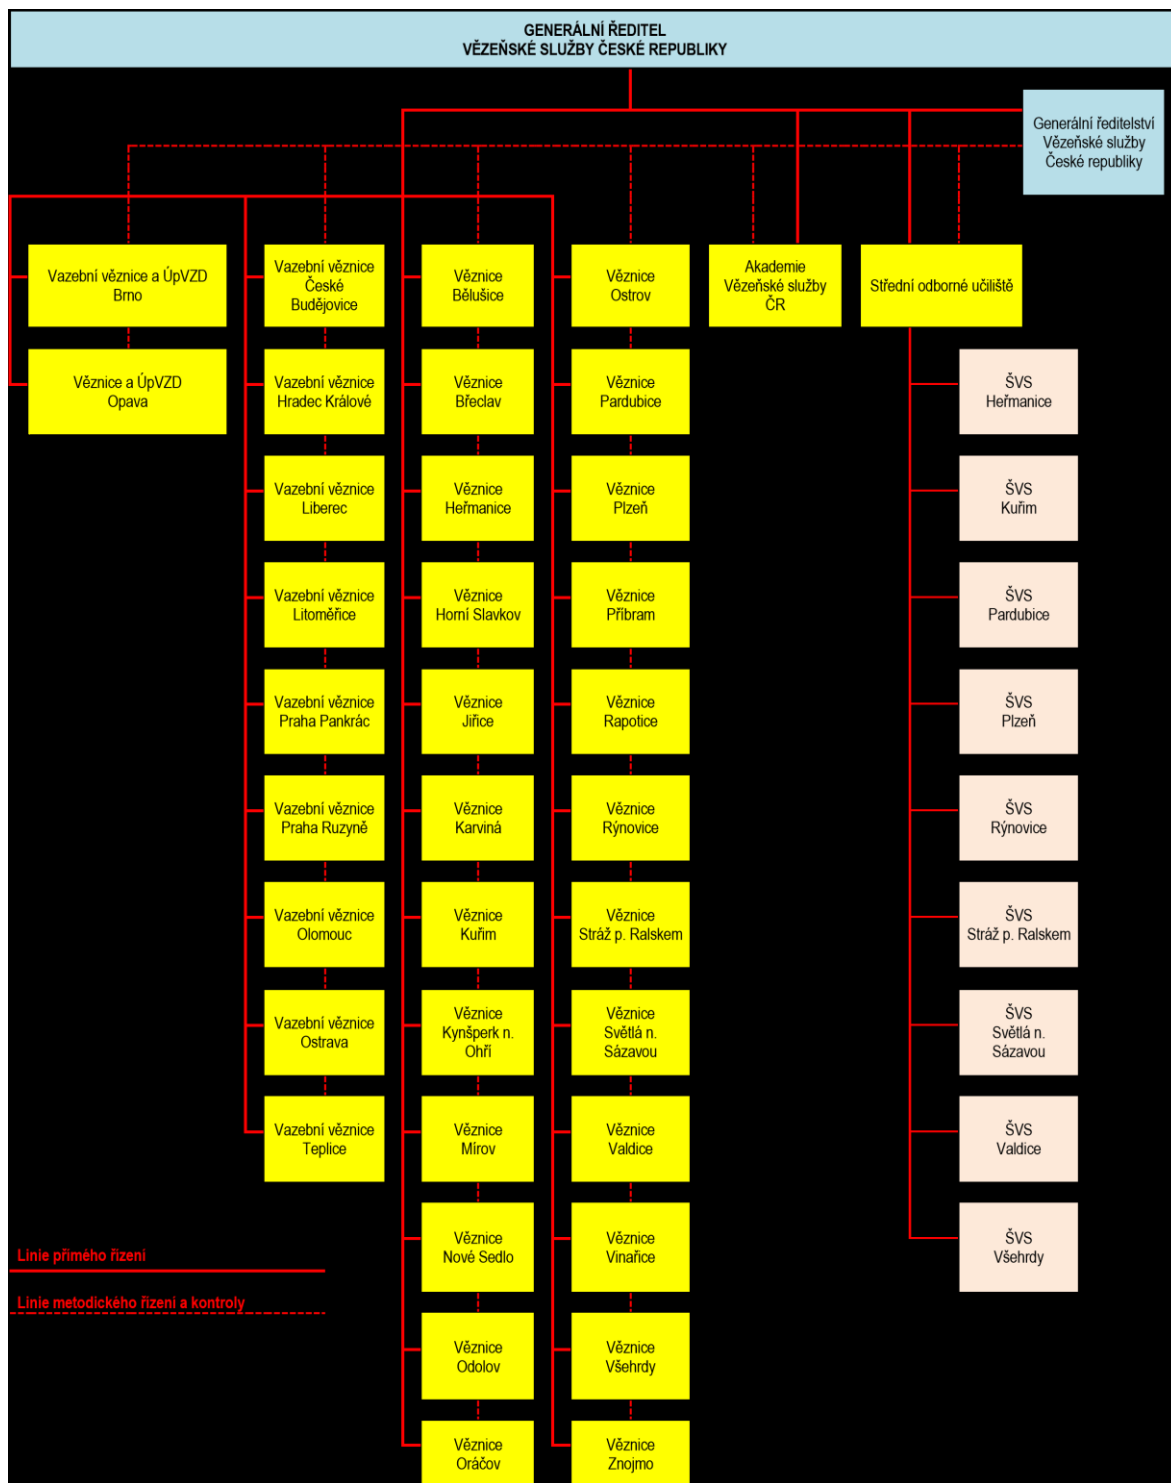 GENERÁLNÍ ŘEDITEL
VĚZEŇSKÉ SLUŽBY ČESKÉ REPUBLIKY
Generální ředitelství
Vězeňské služby
České republiky
Vazební věznice a ÚpVZD
Brno
Věznice a ÚpVZD
Opava
Vazební věznice
České
Budějovice
Vazební věznice
Hradec Králové
Vazební věznice
Liberec
Vazební věznice
Litoměřice
Vazební věznice
Praha Pankrác
Vazební věznice
Praha Ruzyně
Vazební věznice
Olomouc
Vazební věznice
Ostrava
Vazební věznice
Teplice
Věznice
Bělušice
Věznice
Břeclav
Věznice
Heřmanice
Věznice
Horní Slavkov
Věznice
Jiřice
Věznice
Karviná
Věznice
Kuřim
Věznice
Kynšperk n.
Ohří
Věznice
Mírov
Věznice
Nové Sedlo
Věznice
Odolov
Věznice
Oráčov
Věznice
Ostrov
Věznice
Pardubice
Věznice
Plzeň
Věznice
Příbram
Věznice
Rapotice
Věznice
Rýnovice
Věznice
Stráž p. Ralskem
Věznice
Světlá n.
Sázavou
Věznice
Valdice
Věznice
Vinařice
Věznice
Všehrdy
Věznice
Znojmo
Akademie
Vězeňské služby
ČR
Střední odborné učiliště
ŠVS
Heřmanice
ŠVS
Kuřim
ŠVS
Pardubice
ŠVS
Plzeň
ŠVS
Rýnovice
ŠVS
Stráž p. Ralskem
ŠVS
Světlá n.
Sázavou
ŠVS
Valdice
ŠVS
Všehrdy
Linie přímého řízení
Linie metodického řízení a kontroly